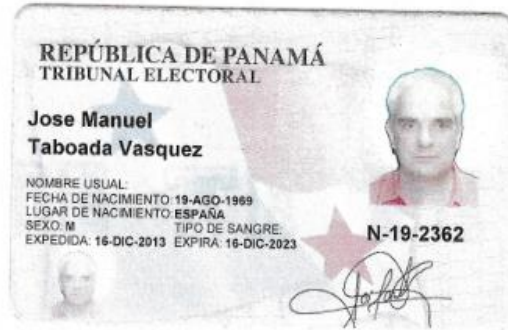 REPÚBLICA DE PANAMÁ
TRIBUNAL ELECTORAL
Jose Manuel
Taboada Vasquez
NOMBRE USUAL:
FECHA DE NACIMIENTO: 19-AGO-1969
LUGAR DE NACIMIENTO: ESPAÑA
SEXO: M TIPO DE SANGRE:
EXPEDIDA: 16-DIC-2013 EXPIRA: 16-DIC-2023
N-19-2362